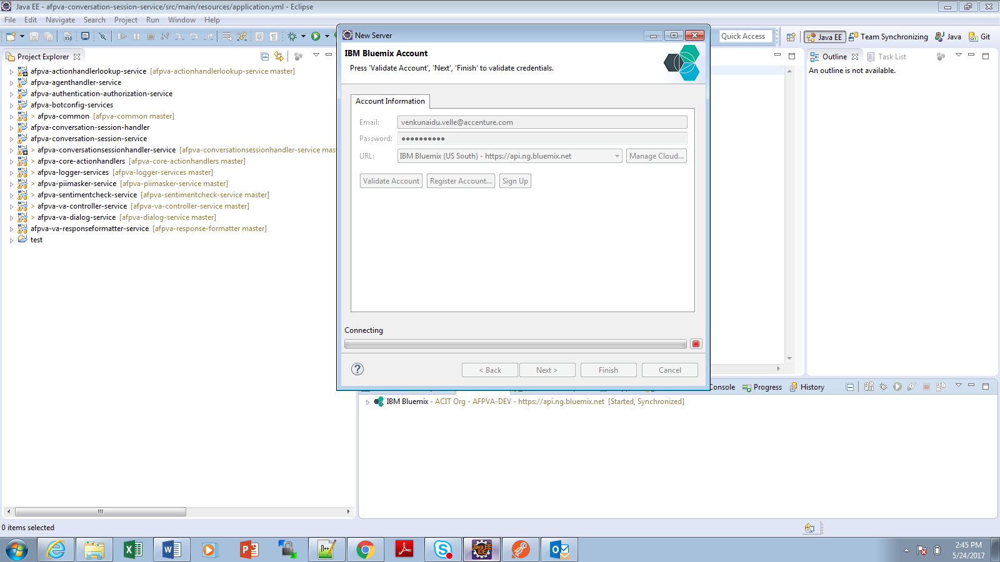 Java EE - afpva-conversation-session-service/src/main/resources/application.yml - Eclipse
File Edit Navigate Search Project Run Window Help
Quick Access
Java EE
Team Synchronizing
Java
Git
Project Explorer
afpva-actionhandlerlookup-service [afpva-actionhandlerlookup-service master]
afpva-agenthandler-service
afpva-authentication-authorization-service
afpva-botconfig-services
> afpva-common [afpva-common master]
afpva-conversation-session-handler
afpva-conversation-session-service
> afpva-conversationsessionhandler-service [afpva-conversationsessionhandler-service mas
> afpva-core-actionhandlers [afpva-core-actionhandlers master]
> afpva-logger-services [afpva-logger-services master]
> afpva-piimasker-service [afpva-piimasker-service master]
> afpva-sentimentcheck-service [afpva-sentimentcheck-service master]
> afpva-va-controller-service [afpva-va-controller-service master]
> afpva-va-dialog-service [afpva-dialog-service master]
afpva-va-responseformatter-service [afpva-response-formatter master]
test
New Server
IBM Bluemix Account
Press 'Validate Account', 'Next', 'Finish' to validate credentials.
Account Information
Email: venkunaidu.velle@accenture.com
Password: ●●●●●●●●●●
URL: IBM Bluemix (US South) - https://api.ng.bluemix.net Manage Cloud...
Validate Account Register Account... Sign Up
Connecting
? < Back Next > Finish Cancel
Outline Task List
An outline is not available.
Console Progress History
IBM Bluemix - ACIT Org - AFPVA-DEV - https://api.ng.bluemix.net [Started, Synchronized]
0 items selected
Java EE
IDE
2:45 PM
5/24/2017